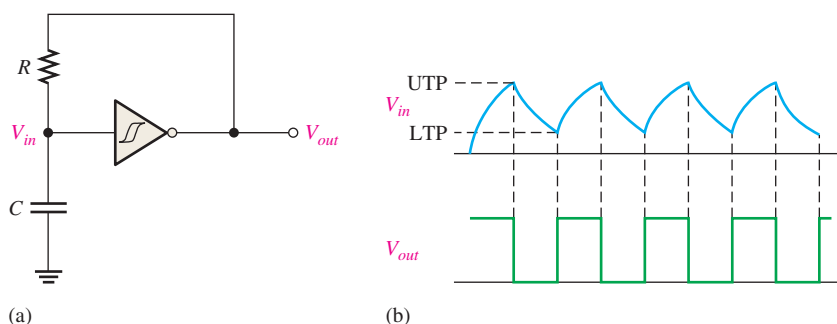 R
V_in
V_out
C
(a)
UTP
V_in
LTP
V_out
(b)